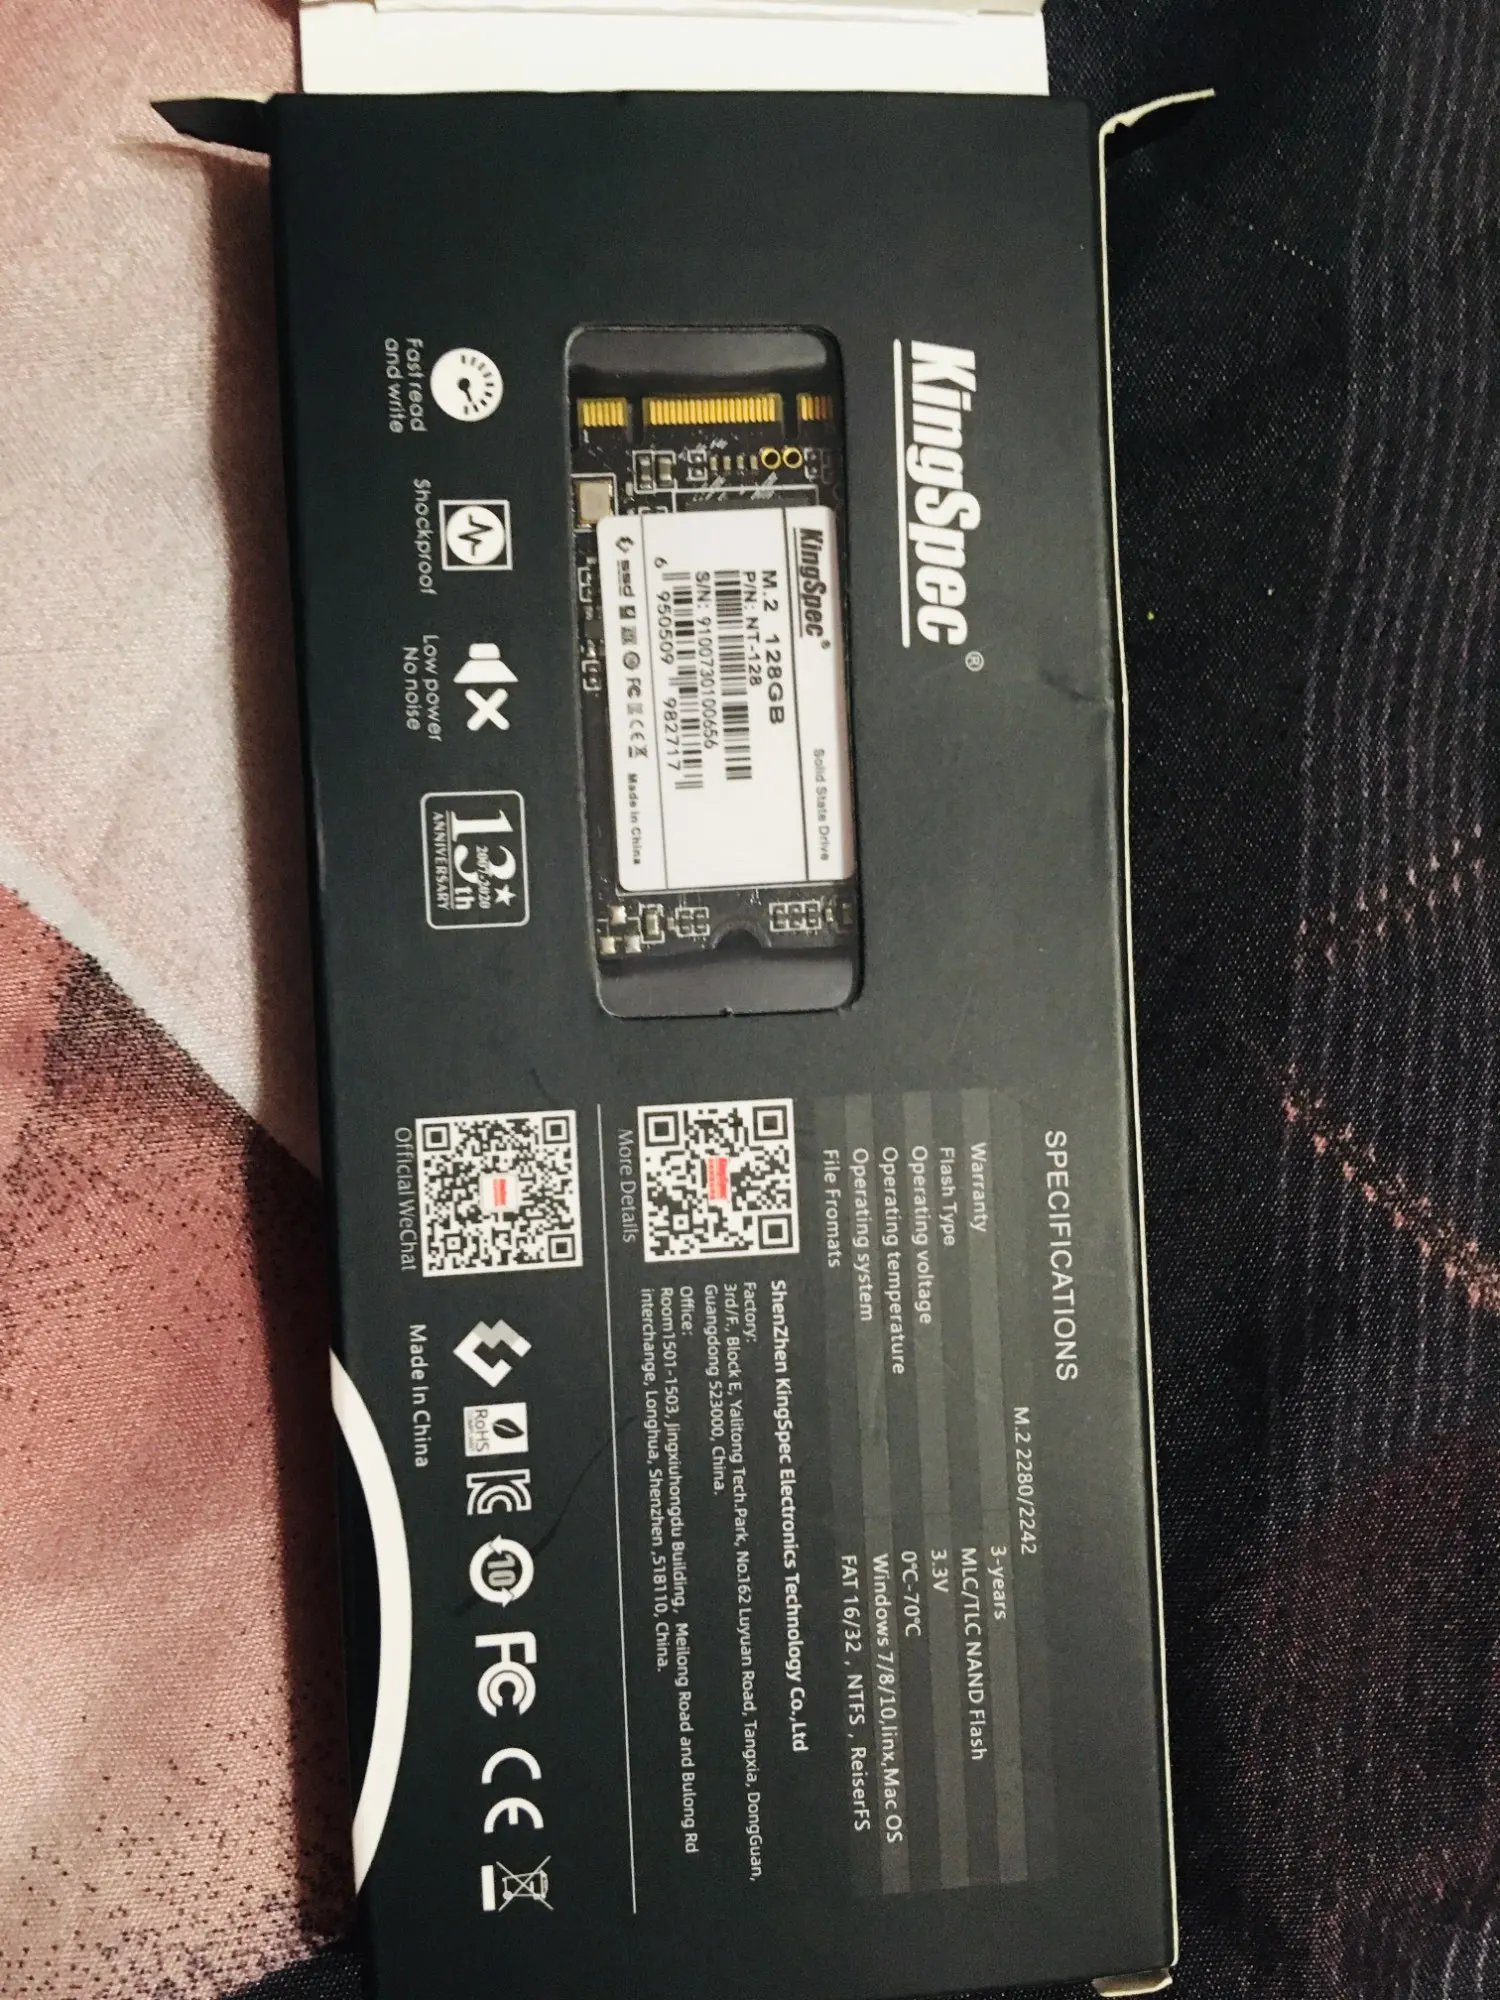 KingSpec®
KingSpec®
Solid State Drive
M.2 128GB
P/N: NT-128
S/N: 9100730100656
6 950509 982717
ssd
FC
CE
Made in China
Fast read
and write
Shockproof
Low power
No noise
13th
2007-2020
ANNIVERSARY
SPECIFICATIONS
M.2 2280/2242
Warranty 3-years
Flash Type MLC/TLC NAND Flash
Operating voltage 3.3V
Operating temperature 0℃-70℃
Operating system Windows 7/8/10,linx,Mac OS
File Fromats FAT 16/32 , NTFS , ReiserFS
More Details
ShenZhen KingSpec Electronics Technology Co.,Ltd
Factory:
3rd/F., Block E, Yalitong Tech.Park, No.162 Luyuan Road, Tangxia, DongGuan,
Guangdong 523000, China.
Office:
Room1501-1503, Jingxiuhongdu Building, Meilong Road and Bulong Rd
interchange, Longhua, Shenzhen ,518110, China.
Official WeChat
RoHS
10
FC
CE
Made In China